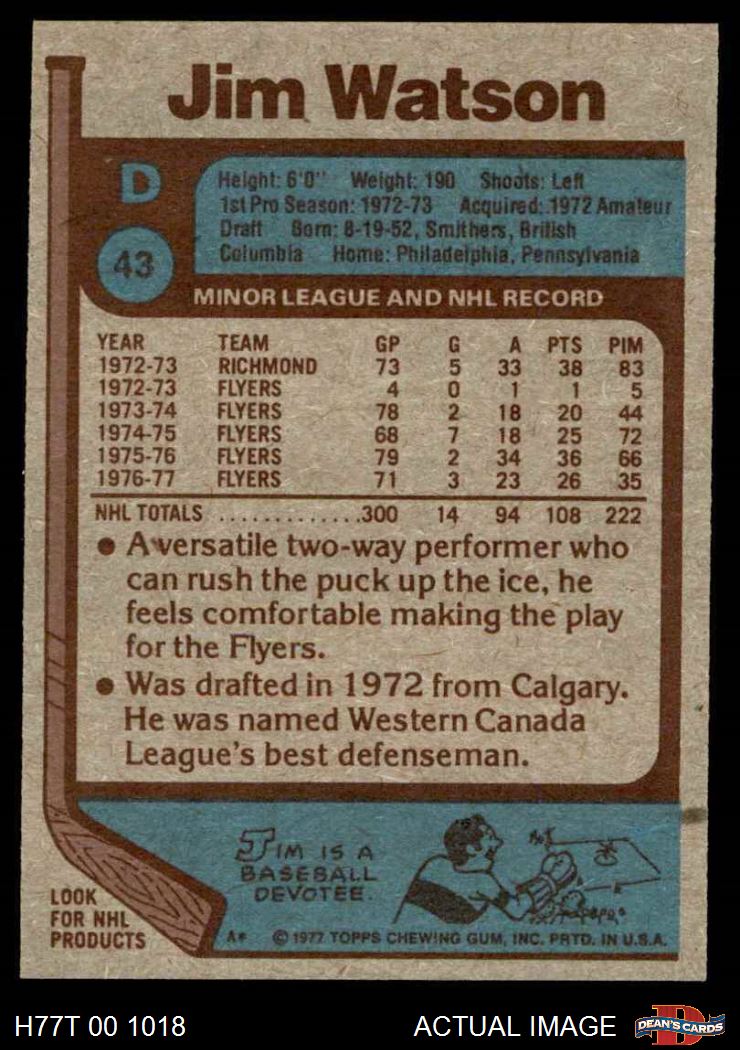 Jim Watson
D
Height: 6'0" Weight: 190 Shoots: Left
1st Pro Season: 1972-73 Acquired: 1972 Amateur
Draft Born: 8-19-52, Smithers, British
Columbia Home: Philadelphia, Pennsylvania
43
MINOR LEAGUE AND NHL RECORD
YEAR TEAM GP G A PTS PIM
1972-73 RICHMOND 73 5 33 38 83
1972-73 FLYERS 4 0 1 1 5
1973-74 FLYERS 78 2 18 20 44
1974-75 FLYERS 68 7 18 25 72
1975-76 FLYERS 79 2 34 36 66
1976-77 FLYERS 71 3 23 26 35
NHL TOTALS .............300 14 94 108 222
• A versatile two-way performer who
can rush the puck up the ice, he
feels comfortable making the play
for the Flyers.
• Was drafted in 1972 from Calgary.
He was named Western Canada
League's best defenseman.
JIM IS A
BASEBALL
DEVOTEE.
LOOK
FOR NHL
PRODUCTS
A* © 1977 TOPPS CHEWING GUM, INC. PRTD. IN U.S.A.
H77T 00 1018 ACTUAL IMAGE DEAN'S CARDS